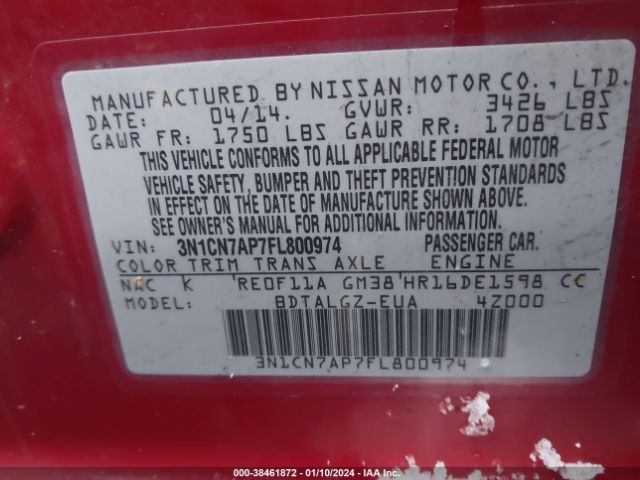 MANUFACTURED BY NISSAN MOTOR CO., LTD.
DATE: 04/14. GVWR: 3426 LBS
GAWR FR: 1750 LBS GAWR RR: 1708 LBS
THIS VEHICLE CONFORMS TO ALL APPLICABLE FEDERAL MOTOR
VEHICLE SAFETY, BUMPER AND THEFT PREVENTION STANDARDS
IN EFFECT ON THE DATE OF MANUFACTURE SHOWN ABOVE.
SEE OWNER'S MANUAL FOR ADDITIONAL INFORMATION
VIN: 3N1CN7AP7FL800974 PASSENGER CAR.
COLOR TRIM TRANS AXLE ENGINE
NAC K RE0F11A GM38 HR16DE1598 CC
MODEL: BDTALGZ-EUA 4Z000
3N1CN7AP7FL800974
000-38461872 - 01/10/2024 - IAA Inc.